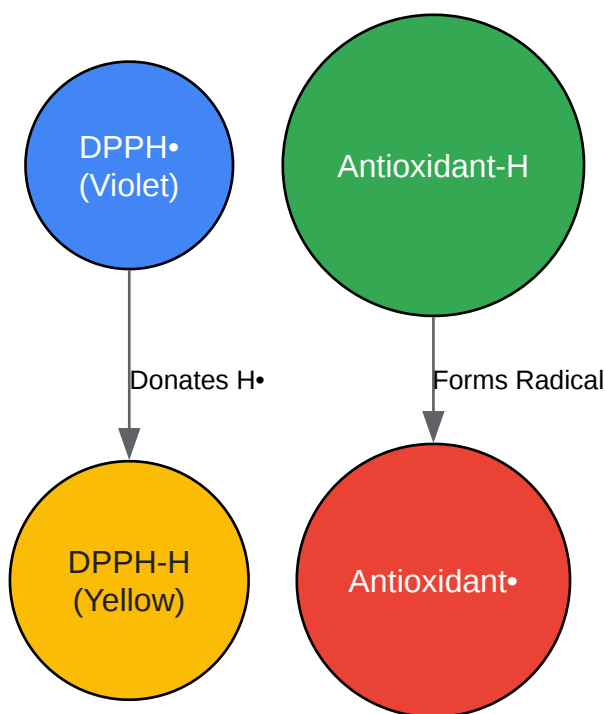 DPPH•
(Violet)
Antioxidant-H
Donates H•
Forms Radical
DPPH-H
(Yellow)
Antioxidant•